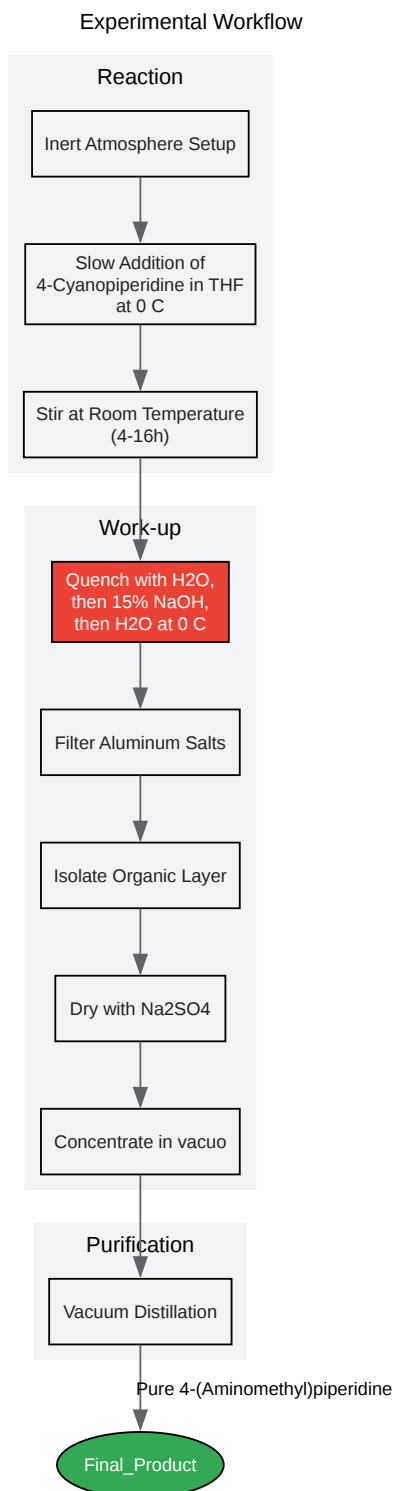 Experimental Workflow
Reaction
Inert Atmosphere Setup
Slow Addition of
4-Cyanopiperidine in THF
at 0 C
Stir at Room Temperature
(4-16h)
Work-up
Quench with H2O,
then 15% NaOH,
then H2O at 0 C
Filter Aluminum Salts
Isolate Organic Layer
Dry with Na2SO4
Concentrate in vacuo
Purification
Vacuum Distillation
Pure 4-(Aminomethyl)piperidine
Final_Product